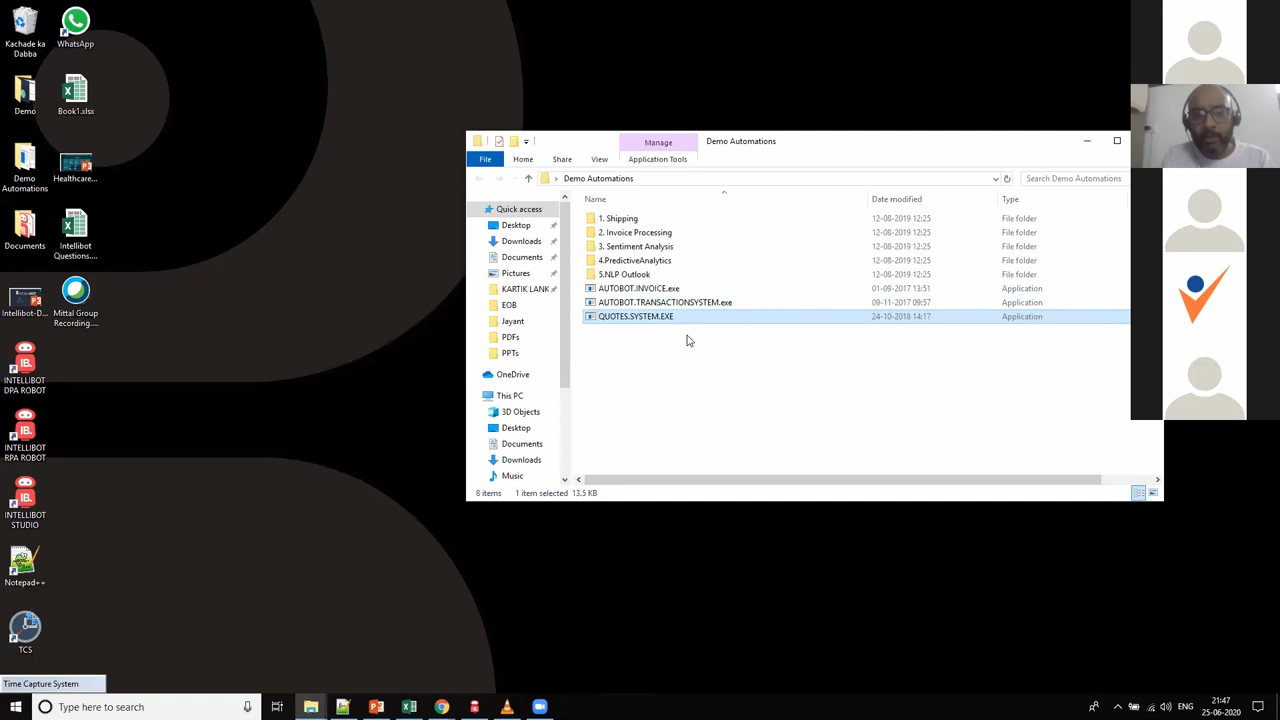 Kachade ka
Dabba
WhatsApp
Demo
Book1.xlsx
Demo
Automations
Healthcare...
Documents
Intellibot
Questions....
Intellibot-D...
Mittal Group
Recording....
IB.
INTELLIBOT
DPA ROBOT
IB.
INTELLIBOT
RPA ROBOT
IB.
INTELLIBOT
STUDIO
Notepad++
TCS
Time Capture System
Manage
Demo Automations
File
Home
Share
View
Application Tools
Demo Automations
Search Demo Automations
Name
Date modified
Type
Quick access
Desktop
Downloads
Documents
Pictures
KARTIK LANK
EOB
Jayant
PDFs
PPTs
OneDrive
This PC
3D Objects
Desktop
Documents
Downloads
Music
1. Shipping 12-08-2019 12:25 File folder
2. Invoice Processing 12-08-2019 12:25 File folder
3. Sentiment Analysis 12-08-2019 12:25 File folder
4.PredictiveAnalytics 12-08-2019 12:25 File folder
5.NLP Outlook 12-08-2019 12:25 File folder
AUTOBOT.INVOICE.exe 01-09-2017 13:51 Application
AUTOBOT.TRANSACTIONSYSTEM.exe 09-11-2017 09:57 Application
QUOTES.SYSTEM.EXE 24-10-2018 14:17 Application
8 items 1 item selected 13.5 KB
Type here to search
ENG
21:47
25-06-2020